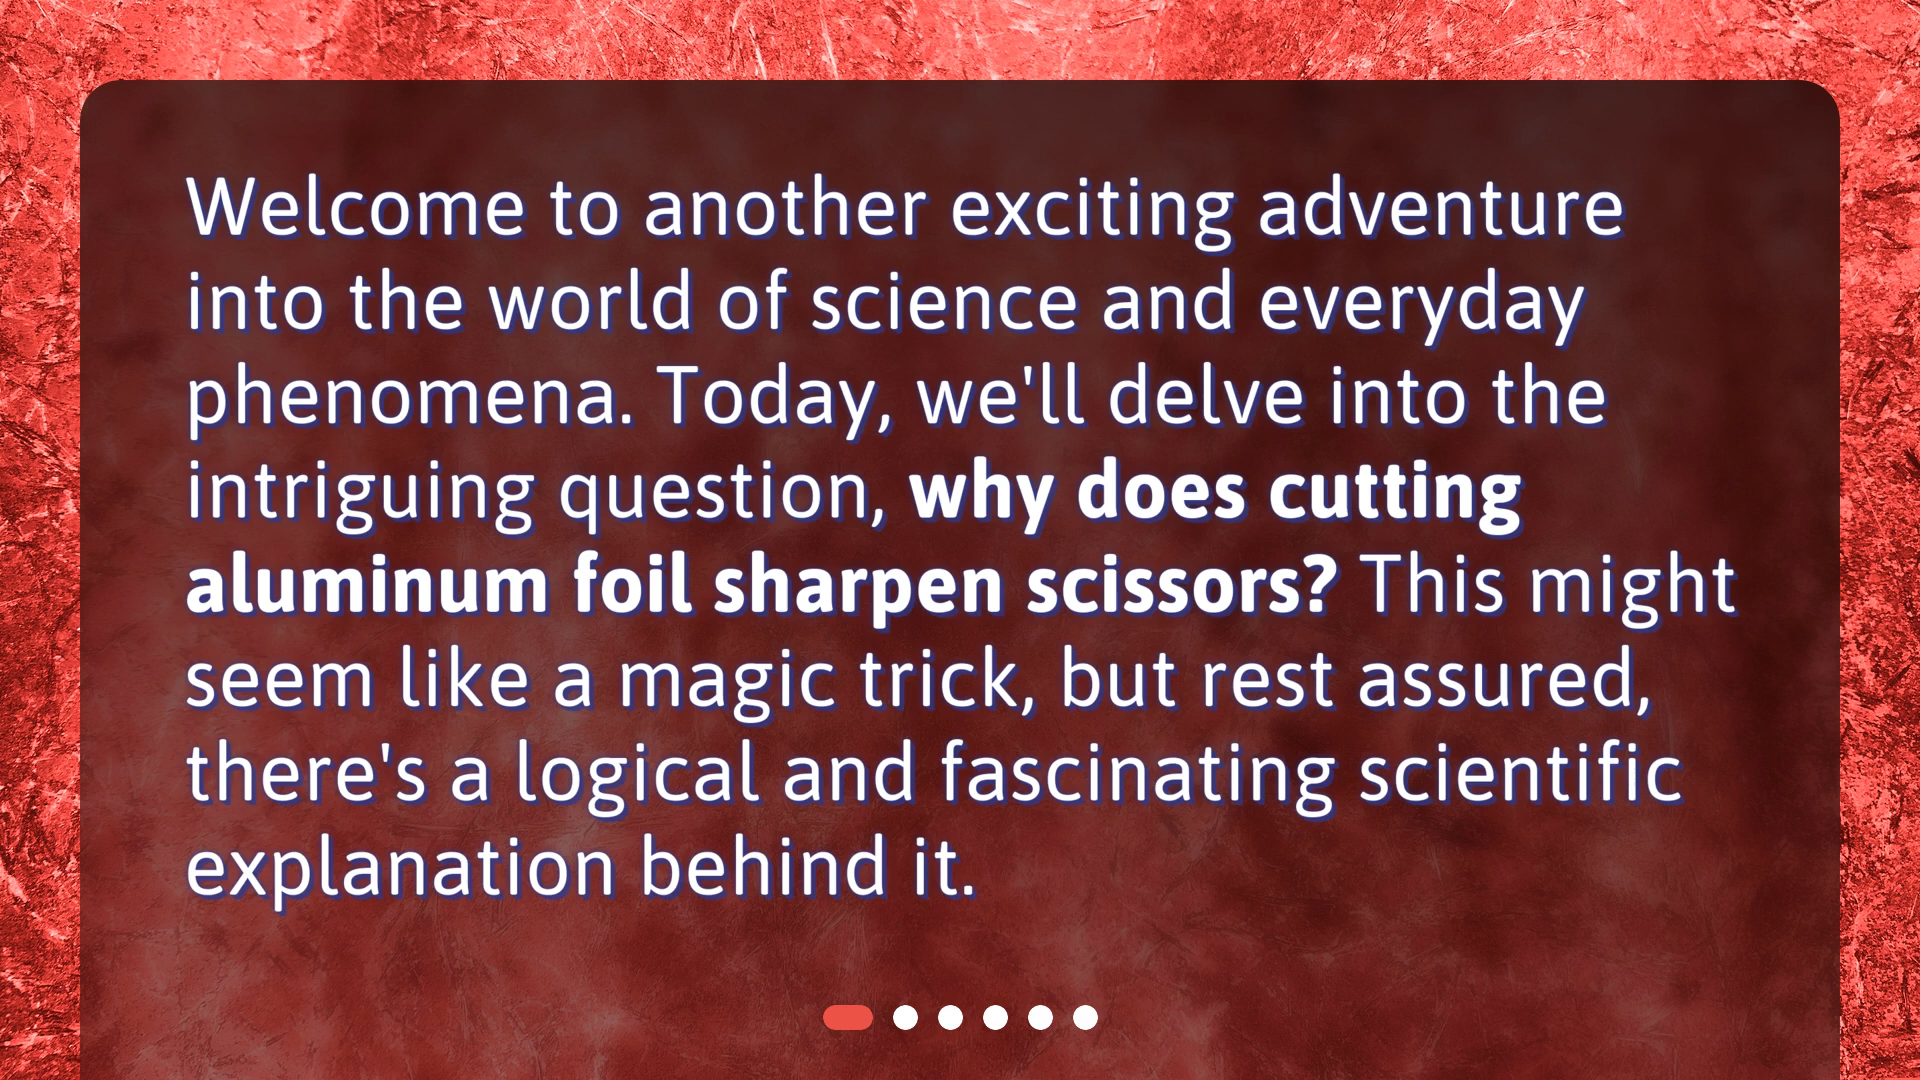 Welcome to another exciting adventure
into the world of science and everyday
phenomena. Today, we'll delve into the
intriguing question, why does cutting
aluminum foil sharpen scissors? This might
seem like a magic trick, but rest assured,
there's a logical and fascinating scientific
explanation behind it.